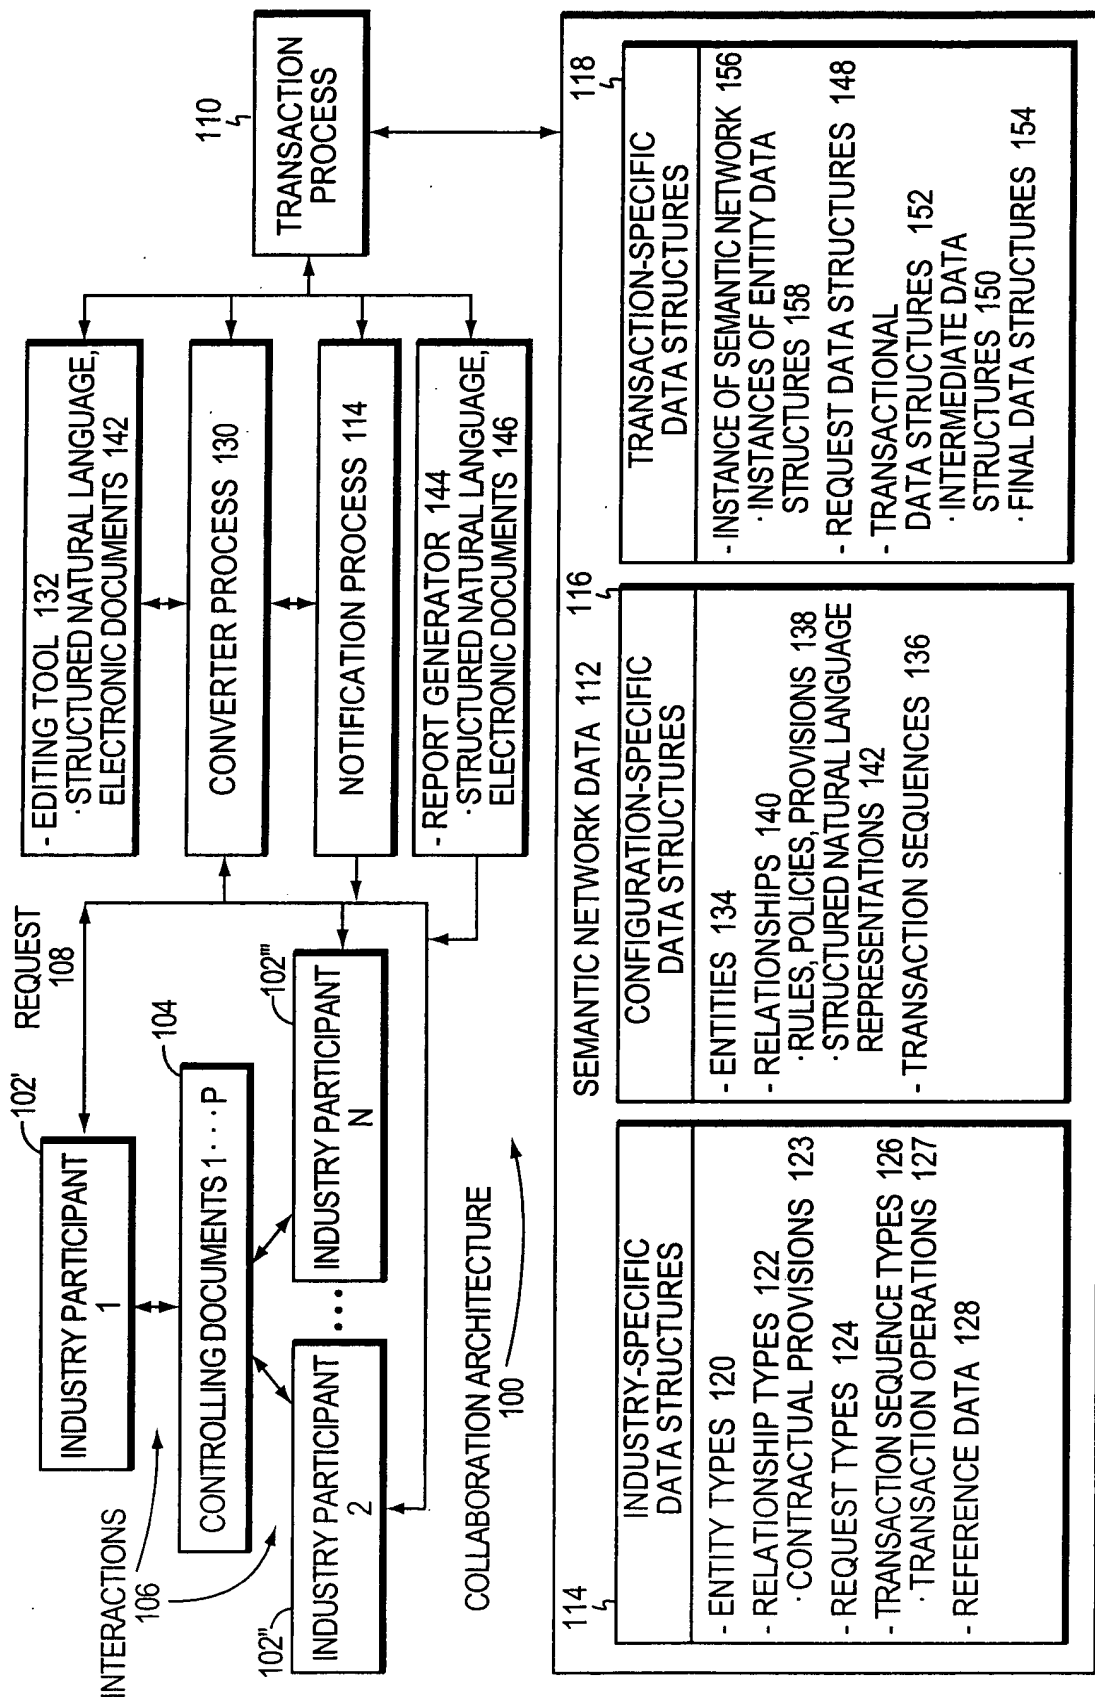 INTERACTIONS
106
102'
INDUSTRY PARTICIPANT
1
REQUEST
108
104
CONTROLLING DOCUMENTS 1 · · · P
102"
INDUSTRY PARTICIPANT
2
· · ·
102'''
INDUSTRY PARTICIPANT
N
COLLABORATION ARCHITECTURE
100
- EDITING TOOL 132
· STRUCTURED NATURAL LANGUAGE,
ELECTRONIC DOCUMENTS 142
CONVERTER PROCESS 130
NOTIFICATION PROCESS 114
- REPORT GENERATOR 144
· STRUCTURED NATURAL LANGUAGE,
ELECTRONIC DOCUMENTS 146
110
TRANSACTION
PROCESS
SEMANTIC NETWORK DATA 112
114
INDUSTRY-SPECIFIC
DATA STRUCTURES
- ENTITY TYPES 120
- RELATIONSHIP TYPES 122
· CONTRACTUAL PROVISIONS 123
- REQUEST TYPES 124
- TRANSACTION SEQUENCE TYPES 126
· TRANSACTION OPERATIONS 127
- REFERENCE DATA 128
116
CONFIGURATION-SPECIFIC
DATA STRUCTURES
- ENTITIES 134
- RELATIONSHIPS 140
· RULES, POLICIES, PROVISIONS 138
· STRUCTURED NATURAL LANGUAGE
REPRESENTATIONS 142
- TRANSACTION SEQUENCES 136
118
TRANSACTION-SPECIFIC
DATA STRUCTURES
- INSTANCE OF SEMANTIC NETWORK 156
· INSTANCES OF ENTITY DATA
STRUCTURES 158
- REQUEST DATA STRUCTURES 148
- TRANSACTIONAL
DATA STRUCTURES 152
· INTERMEDIATE DATA
STRUCTURES 150
· FINAL DATA STRUCTURES 154